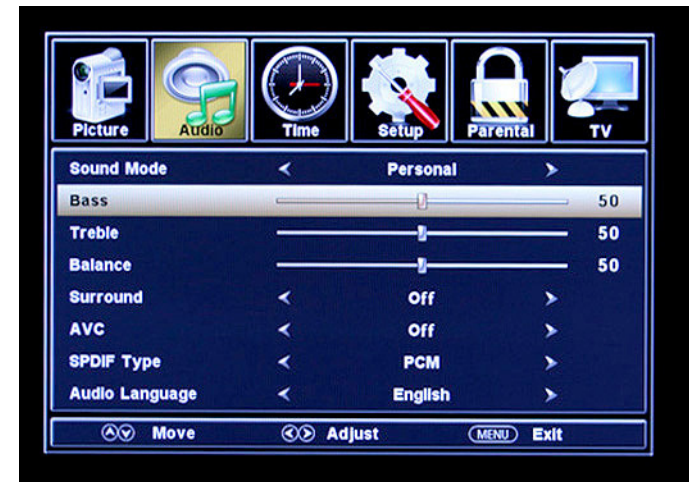 Picture Audio Time Setup Parental TV
Sound Mode Personal
Bass 50
Treble 50
Balance 50
Surround Off
AVC Off
SPDIF Type PCM
Audio Language English
Move Adjust MENU Exit